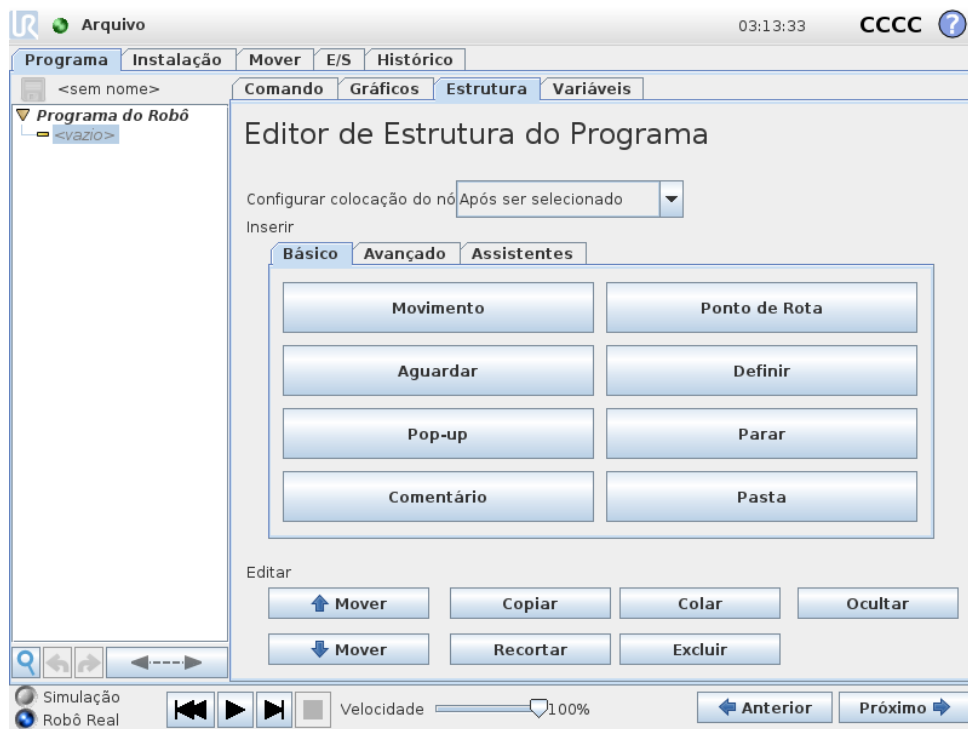 UR Arquivo 03:13:33 CCCC ?
Programa Instalação Mover E/S Histórico
<sem nome> Comando Gráficos Estrutura Variáveis
Programa do Robô
<vazio>
Editor de Estrutura do Programa
Configurar colocação do nó Após ser selecionado
Inserir
Básico Avançado Assistentes
Movimento Ponto de Rota
Aguardar Definir
Pop-up Parar
Comentário Pasta
Editar
Mover Copiar Colar Ocultar
Mover Recortar Excluir
Simulação
Robô Real
Velocidade 100% Anterior Próximo